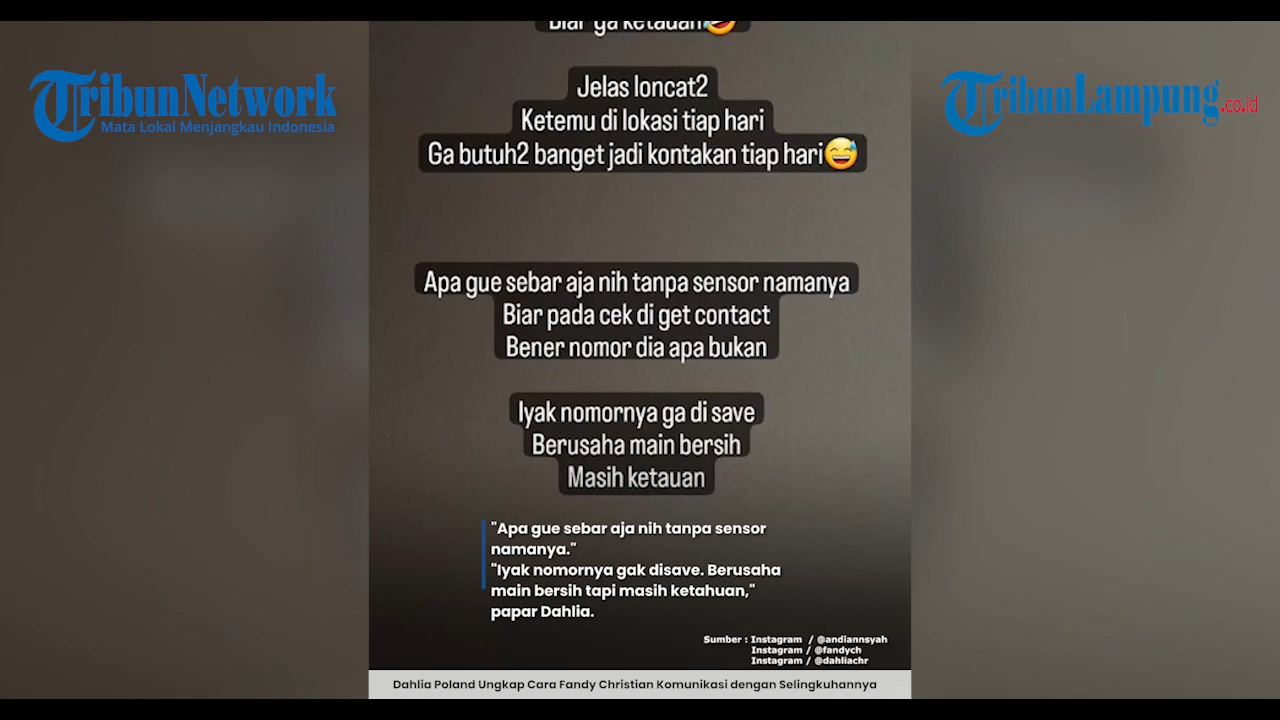 Biar ga ketauan🤣
TribunNetwork
Mata Lokal Menjangkau Indonesia
TribunLampung.co.id
Jelas loncat2
Ketemu di lokasi tiap hari
Ga butuh2 banget jadi kontakan tiap hari😅
Apa gue sebar aja nih tanpa sensor namanya
Biar pada cek di get contact
Bener nomor dia apa bukan
Iyak nomornya ga di save
Berusaha main bersih
Masih ketauan
"Apa gue sebar aja nih tanpa sensor
namanya."
"Iyak nomornya gak disave. Berusaha
main bersih tapi masih ketahuan,"
papar Dahlia.
Sumber : Instagram / @andiannsyah
Instagram / @fandych
Instagram / @dahliachr
Dahlia Poland Ungkap Cara Fandy Christian Komunikasi dengan Selingkuhannya